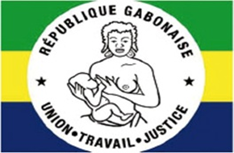 RÉPUBLIQUE GABONAISE
UNION • TRAVAIL • JUSTICE